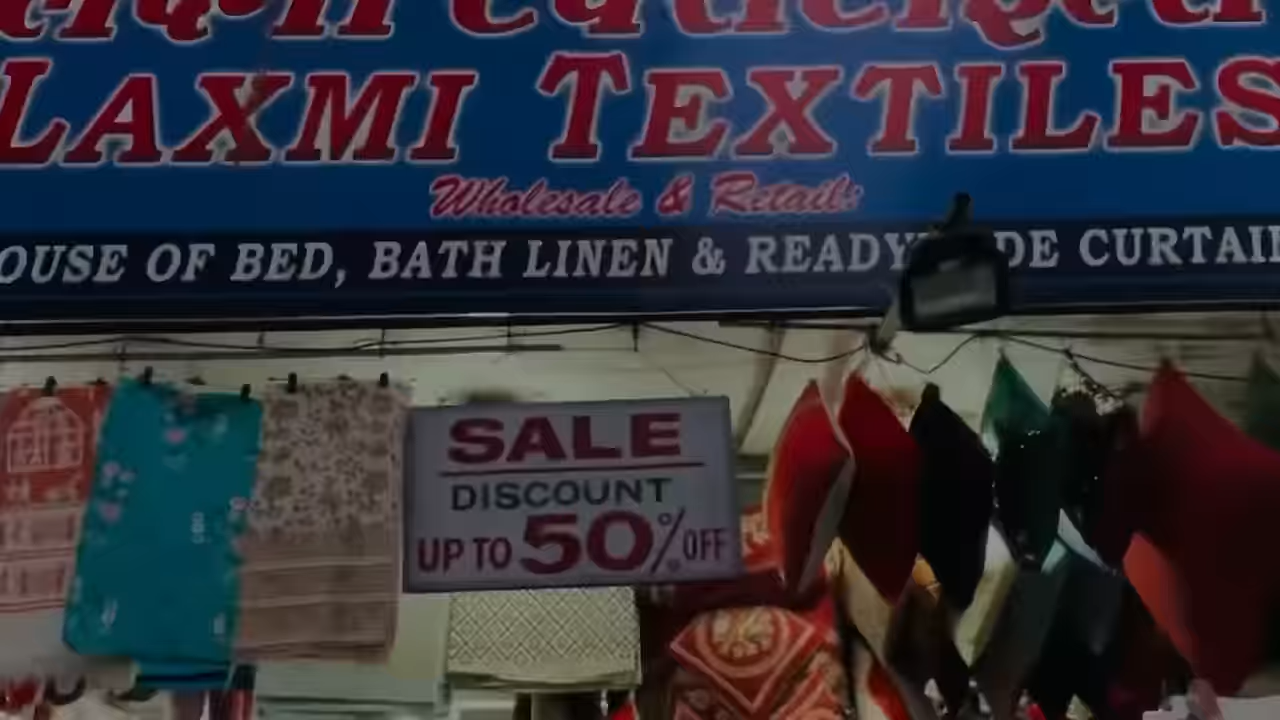 LAXMI TEXTILES
Wholesale & Retail:
OUSE OF BED, BATH LINEN & READY DE CURTAI
SALE
DISCOUNT
UP TO 50% OFF